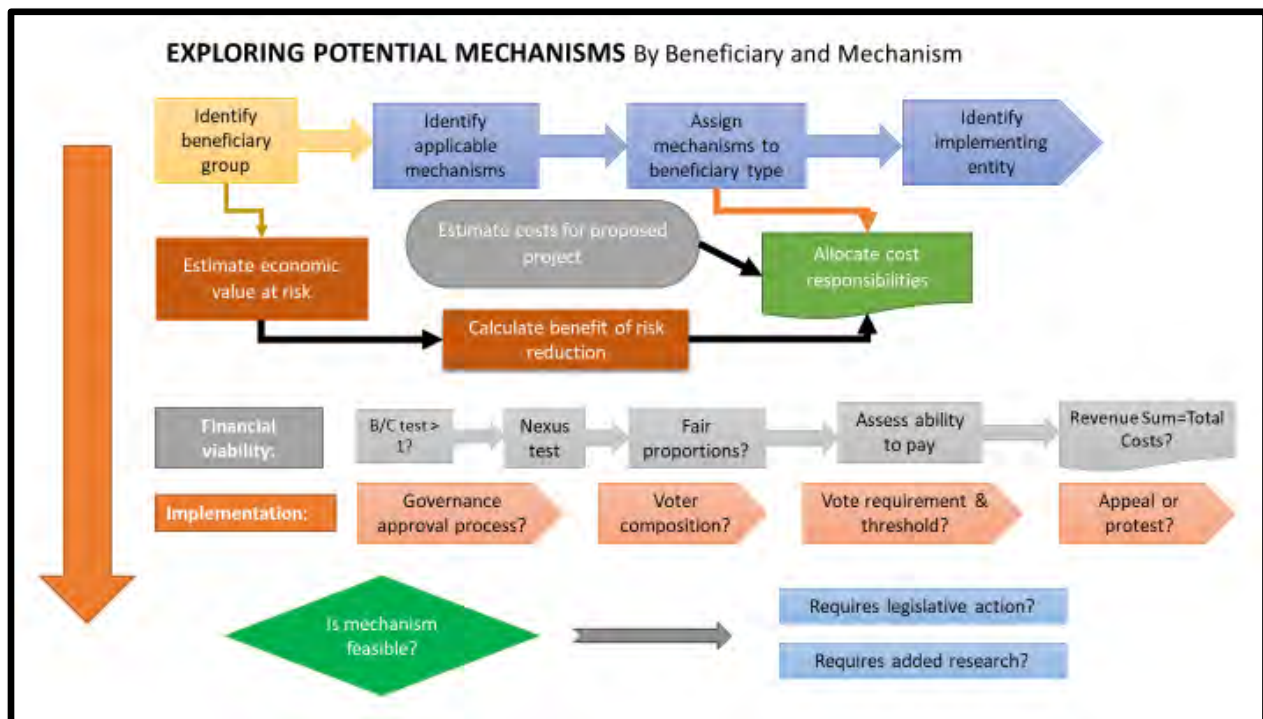 EXPLORING POTENTIAL MECHANISMS By Beneficiary and Mechanism
Identify
beneficiary
group
Identify
applicable
mechanisms
Assign
mechanisms to
beneficiary type
Identify
implementing
entity
Estimate costs for proposed
project
Estimate economic
value at risk
Allocate cost
responsibilities
Calculate benefit of risk
reduction
Financial
viability:
B/C test >
1?
Nexus
test
Fair
proportions?
Assess ability
to pay
Revenue Sum=Total
Costs?
Implementation:
Governance
approval process?
Voter
composition?
Vote requirement &
threshold?
Appeal or
protest?
Is mechanism
feasible?
Requires legislative action?
Requires added research?